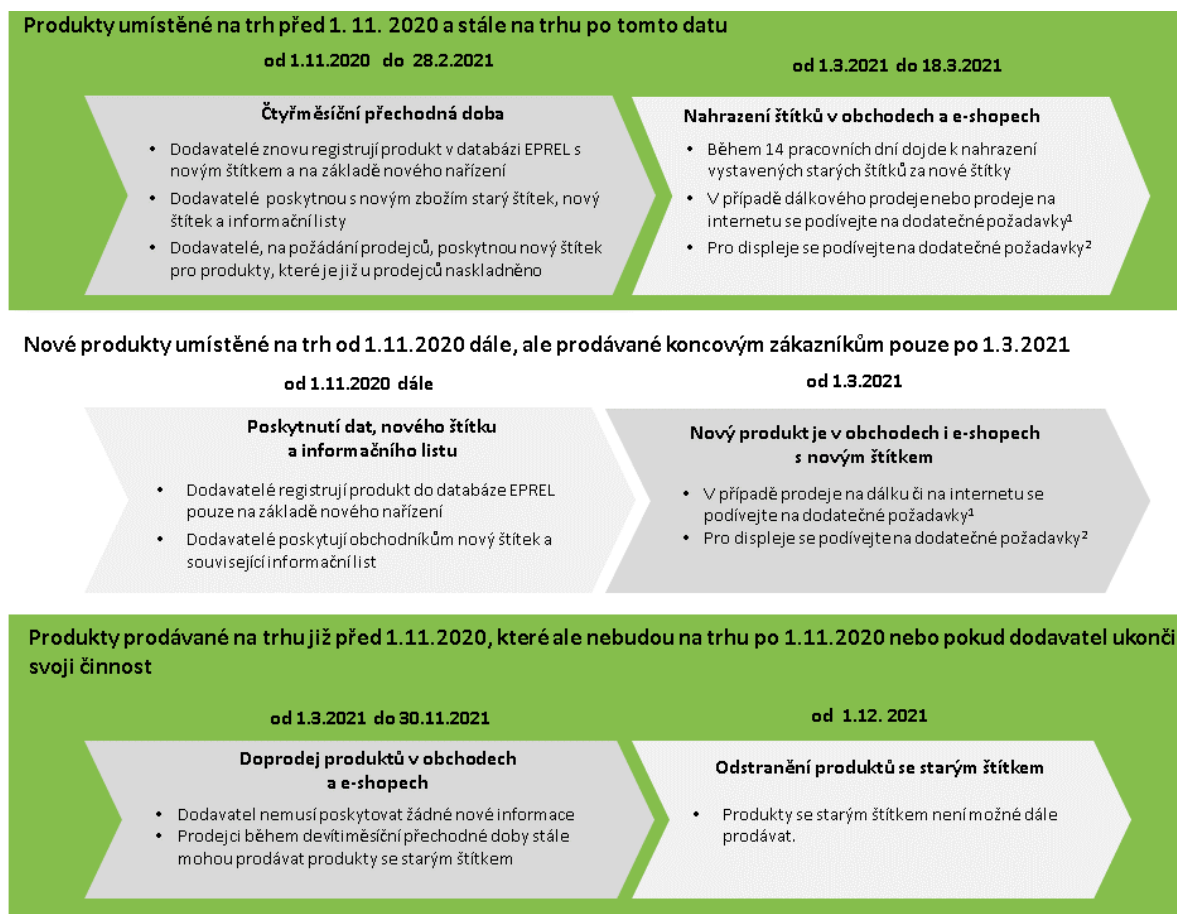 Produkty umístěné na trh před 1. 11. 2020 a stále na trhu po tomto datu
od 1.11.2020 do 28.2.2021
od 1.3.2021 do 18.3.2021
Čtyřměsíční přechodná doba
• Dodavatelé znovu registrují produkt v databázi EPREL s
novým štítkem a na základě nového nařízení
• Dodavatelé poskytnou s novým zbožím starý štítek, nový
štítek a informační listy
• Dodavatelé, na požádání prodejců, poskytnou nový štítek
pro produkty, které je již u prodejců naskladněno
Nahrazení štítků v obchodech a e-shopech
• Během 14 pracovních dní dojde k nahrazení
vystavených starých štítků za nové štítky
• V případě dálkového prodeje nebo prodeje na
internetu se podívejte na dodatečné požadavky¹
• Pro displeje se podívejte na dodatečné požadavky²
Nové produkty umístěné na trh od 1.11.2020 dále, ale prodávané koncovým zákazníkům pouze po 1.3.2021
od 1.11.2020 dále
od 1.3.2021
Poskytnutí dat, nového štítku
a informačního listu
• Dodavatelé registrují produkt do databáze EPREL
pouze na základě nového nařízení
• Dodavatelé poskytují obchodníkům nový štítek a
související informační list
Nový produkt je v obchodech i e-shopech
s novým štítkem
• V případě prodeje na dálku či na internetu se
podívejte na dodatečné požadavky¹
• Pro displeje se podívejte na dodatečné požadavky²
Produkty prodávané na trhu již před 1.11.2020, které ale nebudou na trhu po 1.11.2020 nebo pokud dodavatel ukonči
svoji činnost
od 1.3.2021 do 30.11.2021
od 1.12. 2021
Doprodej produktů v obchodech
a e-shopech
• Dodavatel nemusí poskytovat žádné nové informace
• Prodejci během devítiměsíční přechodné doby stále
mohou prodávat produkty se starým štítkem
Odstranění produktů se starým štítkem
• Produkty se starým štítkem není možné dále
prodávat.